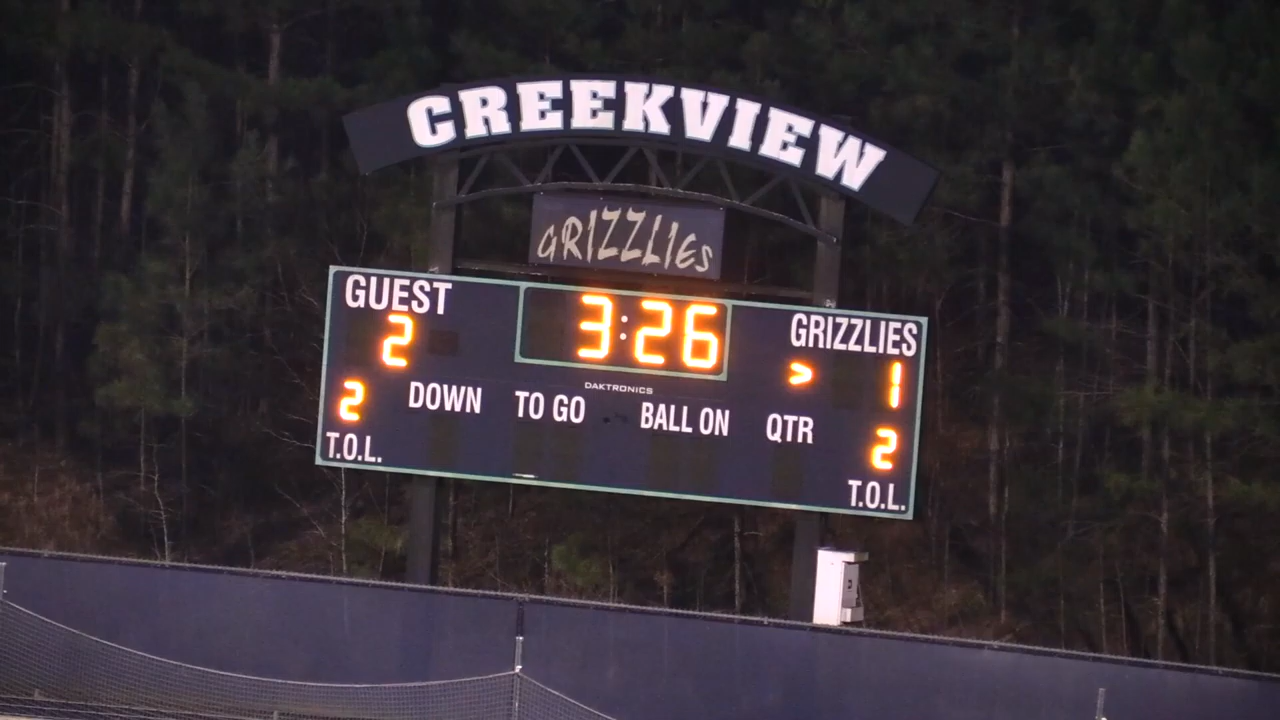 CREEKVIEW
GRIZZLIES
GUEST 3:26 GRIZZLIES
2 > 1
DAKTRONICS
2 DOWN TO GO BALL ON QTR 2
T.O.L. T.O.L.